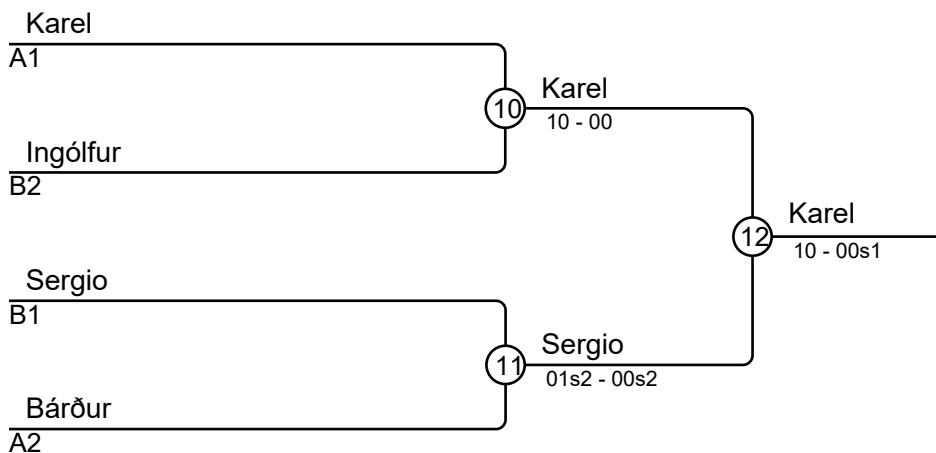 Karel
A1
10
Karel
10 - 00
Ingólfur
B2
12
Karel
10 - 00s1
Sergio
B1
11
Sergio
01s2 - 00s2
Bárður
A2